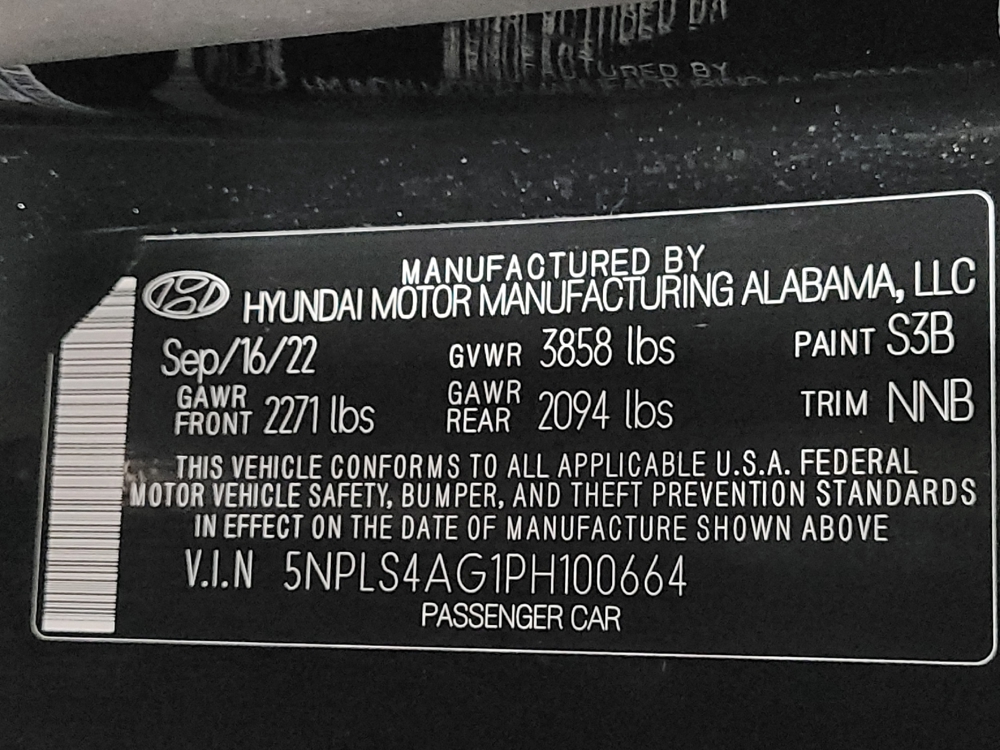 MANUFACTURED BY
HYUNDAI MOTOR MANUFACTURING ALABAMA, LLC
Sep/16/22 GVWR 3858 lbs PAINT S3B
GAWR FRONT 2271 lbs GAWR REAR 2094 lbs TRIM NNB
THIS VEHICLE CONFORMS TO ALL APPLICABLE U.S.A. FEDERAL
MOTOR VEHICLE SAFETY, BUMPER, AND THEFT PREVENTION STANDARDS
IN EFFECT ON THE DATE OF MANUFACTURE SHOWN ABOVE
V.I.N 5NPLS4AG1PH100664
PASSENGER CAR